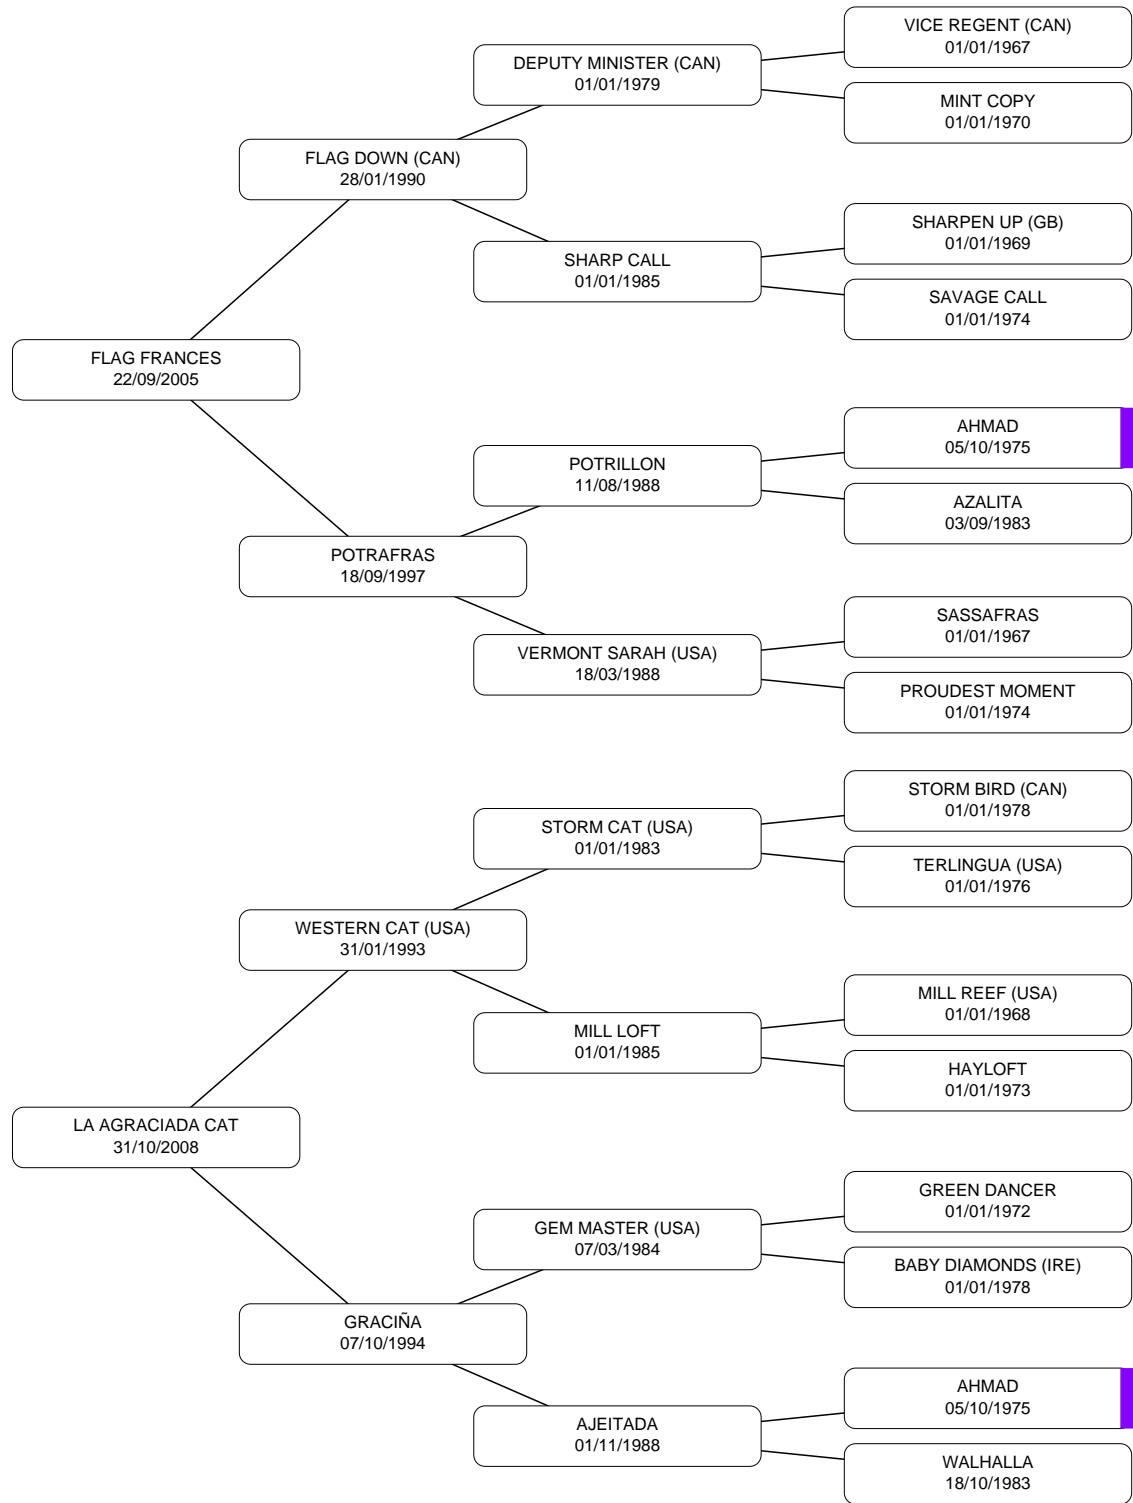 VICE REGENT (CAN)
01/01/1967
DEPUTY MINISTER (CAN)
01/01/1979
MINT COPY
01/01/1970
FLAG DOWN (CAN)
28/01/1990
SHARPEN UP (GB)
01/01/1969
SHARP CALL
01/01/1985
SAVAGE CALL
01/01/1974
FLAG FRANCES
22/09/2005
AHMAD
05/10/1975
POTRILLON
11/08/1988
AZALITA
03/09/1983
POTRAFRAS
18/09/1997
SASSAFRAS
01/01/1967
VERMONT SARAH (USA)
18/03/1988
PROUDEST MOMENT
01/01/1974
STORM BIRD (CAN)
01/01/1978
STORM CAT (USA)
01/01/1983
TERLINGUA (USA)
01/01/1976
WESTERN CAT (USA)
31/01/1993
MILL REEF (USA)
01/01/1968
MILL LOFT
01/01/1985
HAYLOFT
01/01/1973
LA AGRACIADA CAT
31/10/2008
GREEN DANCER
01/01/1972
GEM MASTER (USA)
07/03/1984
BABY DIAMONDS (IRE)
01/01/1978
GRACIÑA
07/10/1994
AHMAD
05/10/1975
AJEITADA
01/11/1988
WALHALLA
18/10/1983